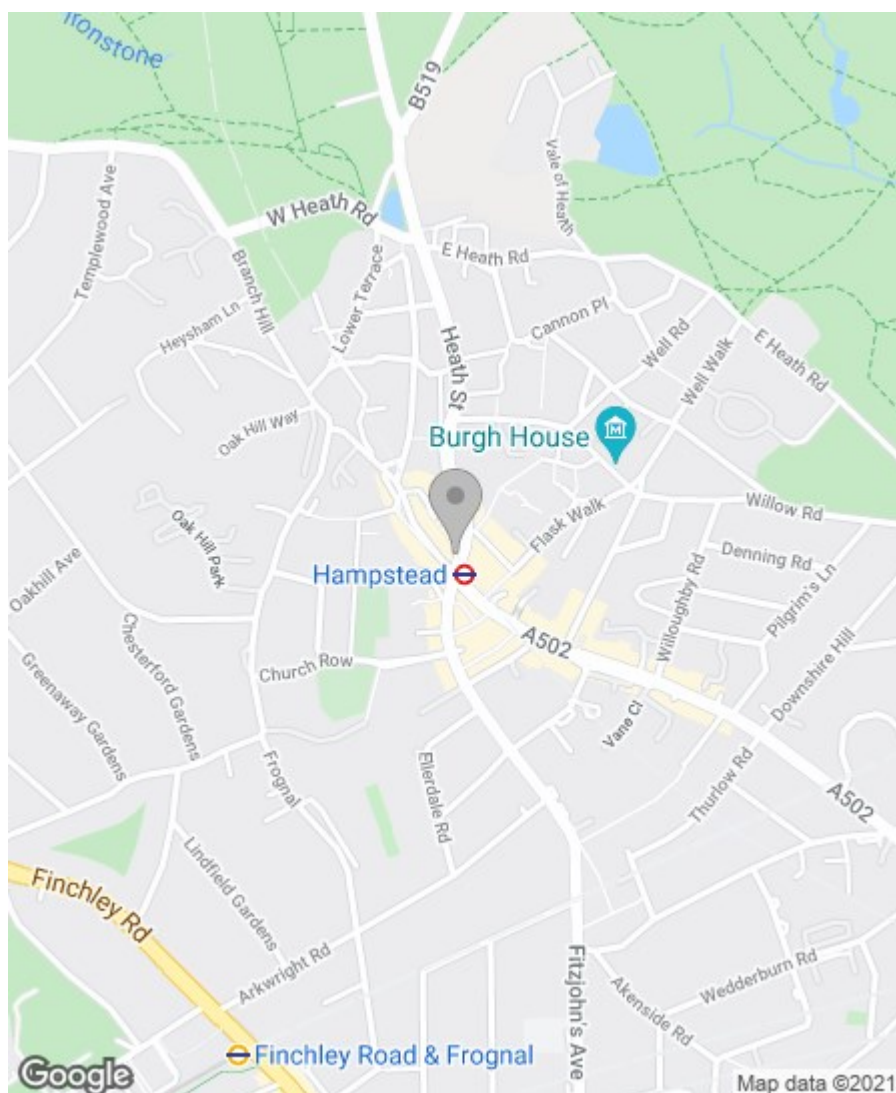 Ironstone
B519
W Heath Rd
Vale of Heath
Templewood Ave
E Heath Rd
Branch Hill
Lower Terrace
Heysham Ln
Cannon Pl
Heath St
Well Rd
Well Walk
E Heath Rd
Oak Hill Way
Burgh House
M
Willow Rd
Flask Walk
Oak Hill Park
Denning Rd
Oakhill Ave
Hampstead
Pilgrim's Ln
Willoughby Rd
A502
Church Row
Chesterford Gardens
Downshire Hill
Greenaway Gardens
Vane Cl
Frognal
Ellerdale Rd
Thurlow Rd
A502
Lindfield Gardens
Finchley Rd
Arkwright Rd
Fitzjohn's Ave
Wedderburn Rd
Akenside Rd
Finchley Road & Frognal
Google
Map data ©2021